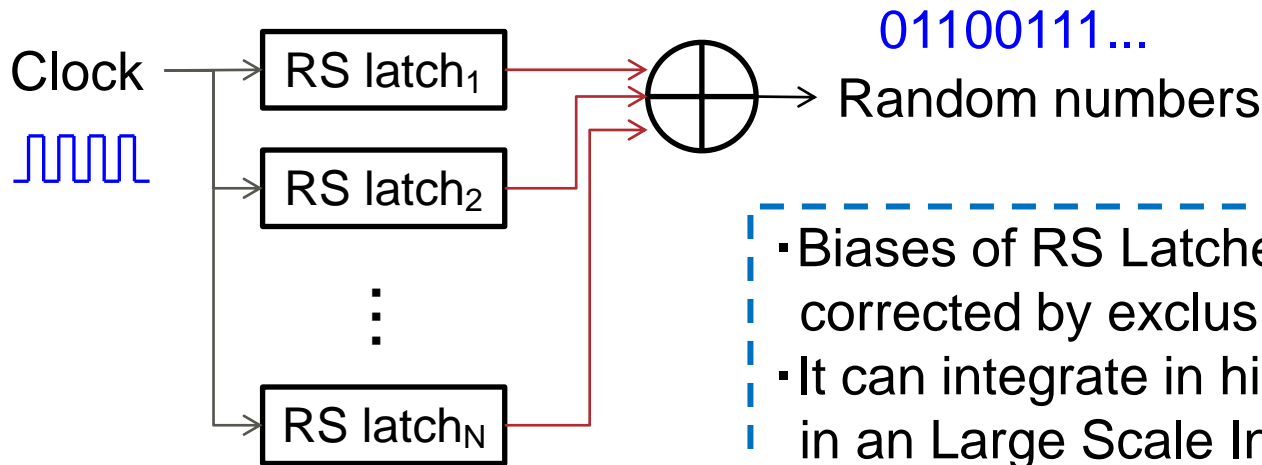 01100111...
Clock
RS latch₁
Random numbers
RS latch₂
・Biases of RS Latche
corrected by exclus
・It can integrate in hi
in an Large Scale In
RS latchN